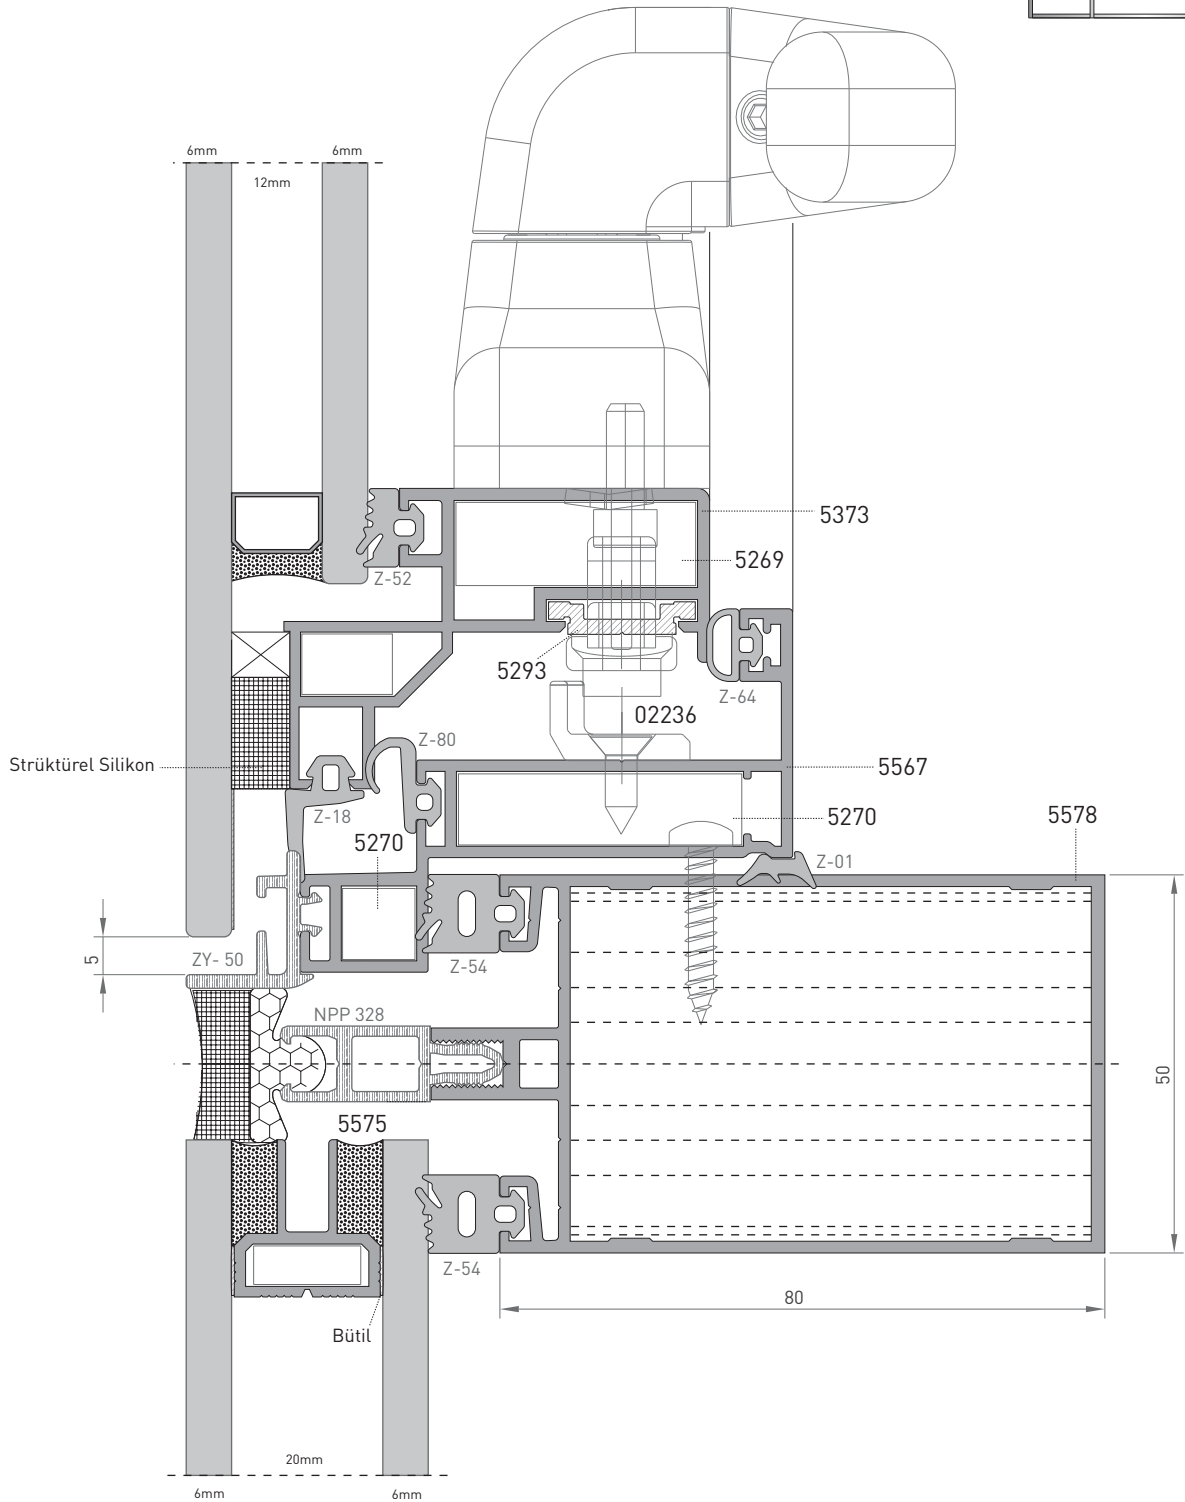 6mm
6mm
12mm
5373
5269
Z-52
5293
Z-64
02236
Z-80
Strüktürel Silikon
5567
Z-18
5270
5270
5578
Z-01
5
ZY- 50
Z-54
NPP 328
50
5575
Z-54
80
Bütil
20mm
6mm
6mm